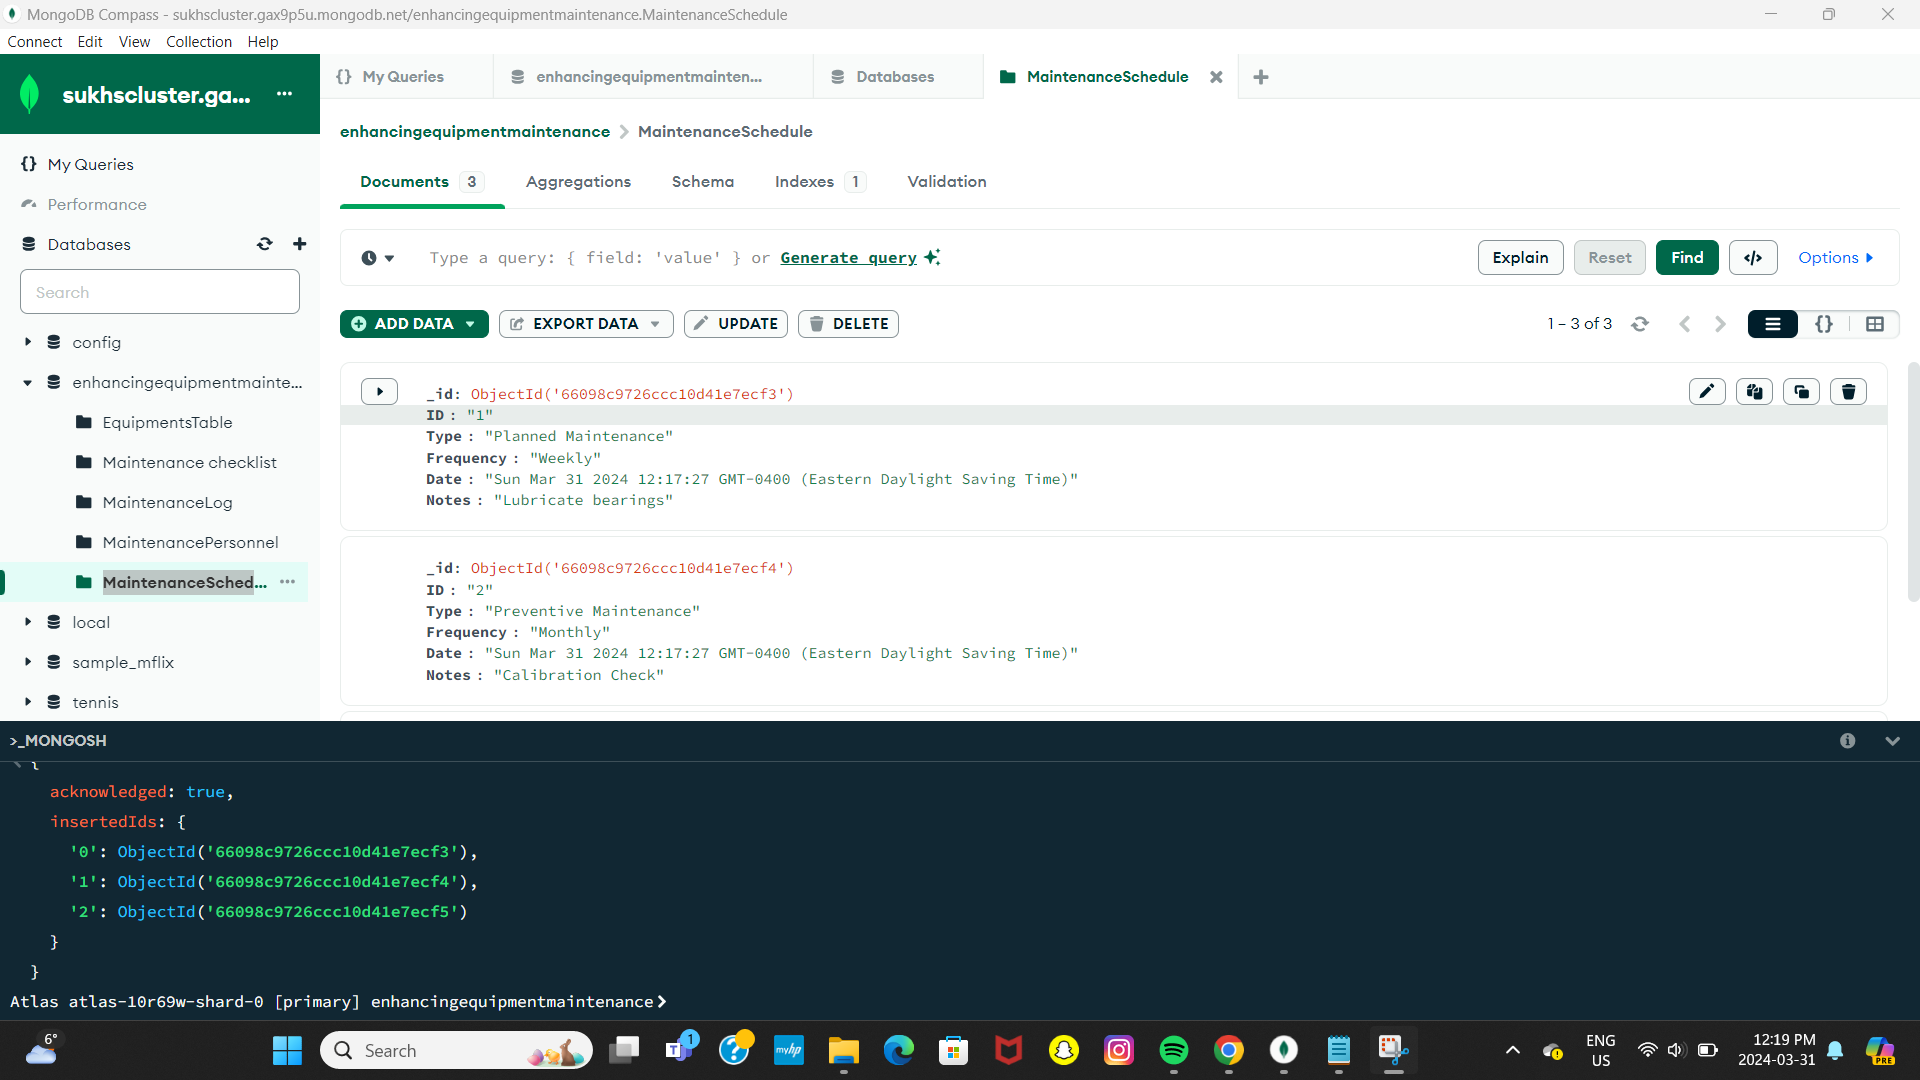 MongoDB Compass - sukhscluster.gax9p5u.mongodb.net/enhancingequipmentmaintenance.MaintenanceSchedule
Connect Edit View Collection Help
sukhscluster.ga...
My Queries
Performance
Databases
Search
config
enhancingequipmentmainte...
EquipmentsTable
Maintenance checklist
MaintenanceLog
MaintenancePersonnel
MaintenanceSched...
local
sample_mflix
tennis
{} My Queries
enhancingequipmentmainten...
Databases
MaintenanceSchedule
enhancingequipmentmaintenance > MaintenanceSchedule
Documents 3 Aggregations Schema Indexes 1 Validation
Type a query: { field: 'value' } or Generate query
Explain Reset Find </> Options
ADD DATA EXPORT DATA UPDATE DELETE
1 – 3 of 3
{}
_id: ObjectId('66098c9726ccc10d41e7ecf3')
ID : "1"
Type : "Planned Maintenance"
Frequency : "Weekly"
Date : "Sun Mar 31 2024 12:17:27 GMT-0400 (Eastern Daylight Saving Time)"
Notes : "Lubricate bearings"
_id: ObjectId('66098c9726ccc10d41e7ecf4')
ID : "2"
Type : "Preventive Maintenance"
Frequency : "Monthly"
Date : "Sun Mar 31 2024 12:17:27 GMT-0400 (Eastern Daylight Saving Time)"
Notes : "Calibration Check"
>_MONGOSH
{
acknowledged: true,
insertedIds: {
'0': ObjectId('66098c9726ccc10d41e7ecf3'),
'1': ObjectId('66098c9726ccc10d41e7ecf4'),
'2': ObjectId('66098c9726ccc10d41e7ecf5')
}
}
Atlas atlas-10r69w-shard-0 [primary] enhancingequipmentmaintenance>
6°
Search
1
myhp
ENG
US
12:19 PM
2024-03-31
PRE